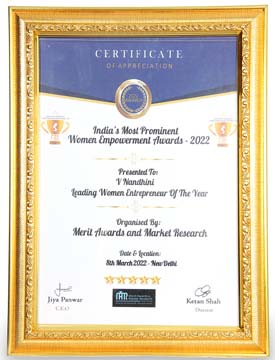 CERTIFICATE
OF APPRECIATION
India's Most Prominent
Women Empowerment Awards - 2022
Presented To:
V Nandhini
Leading Women Entrepreneur Of The Year
Organised By:
Merit Awards and Market Research
Date & Location:
8th March 2022 - New Delhi
Jiya Panwar
C.E.O
Ketan Shah
Director